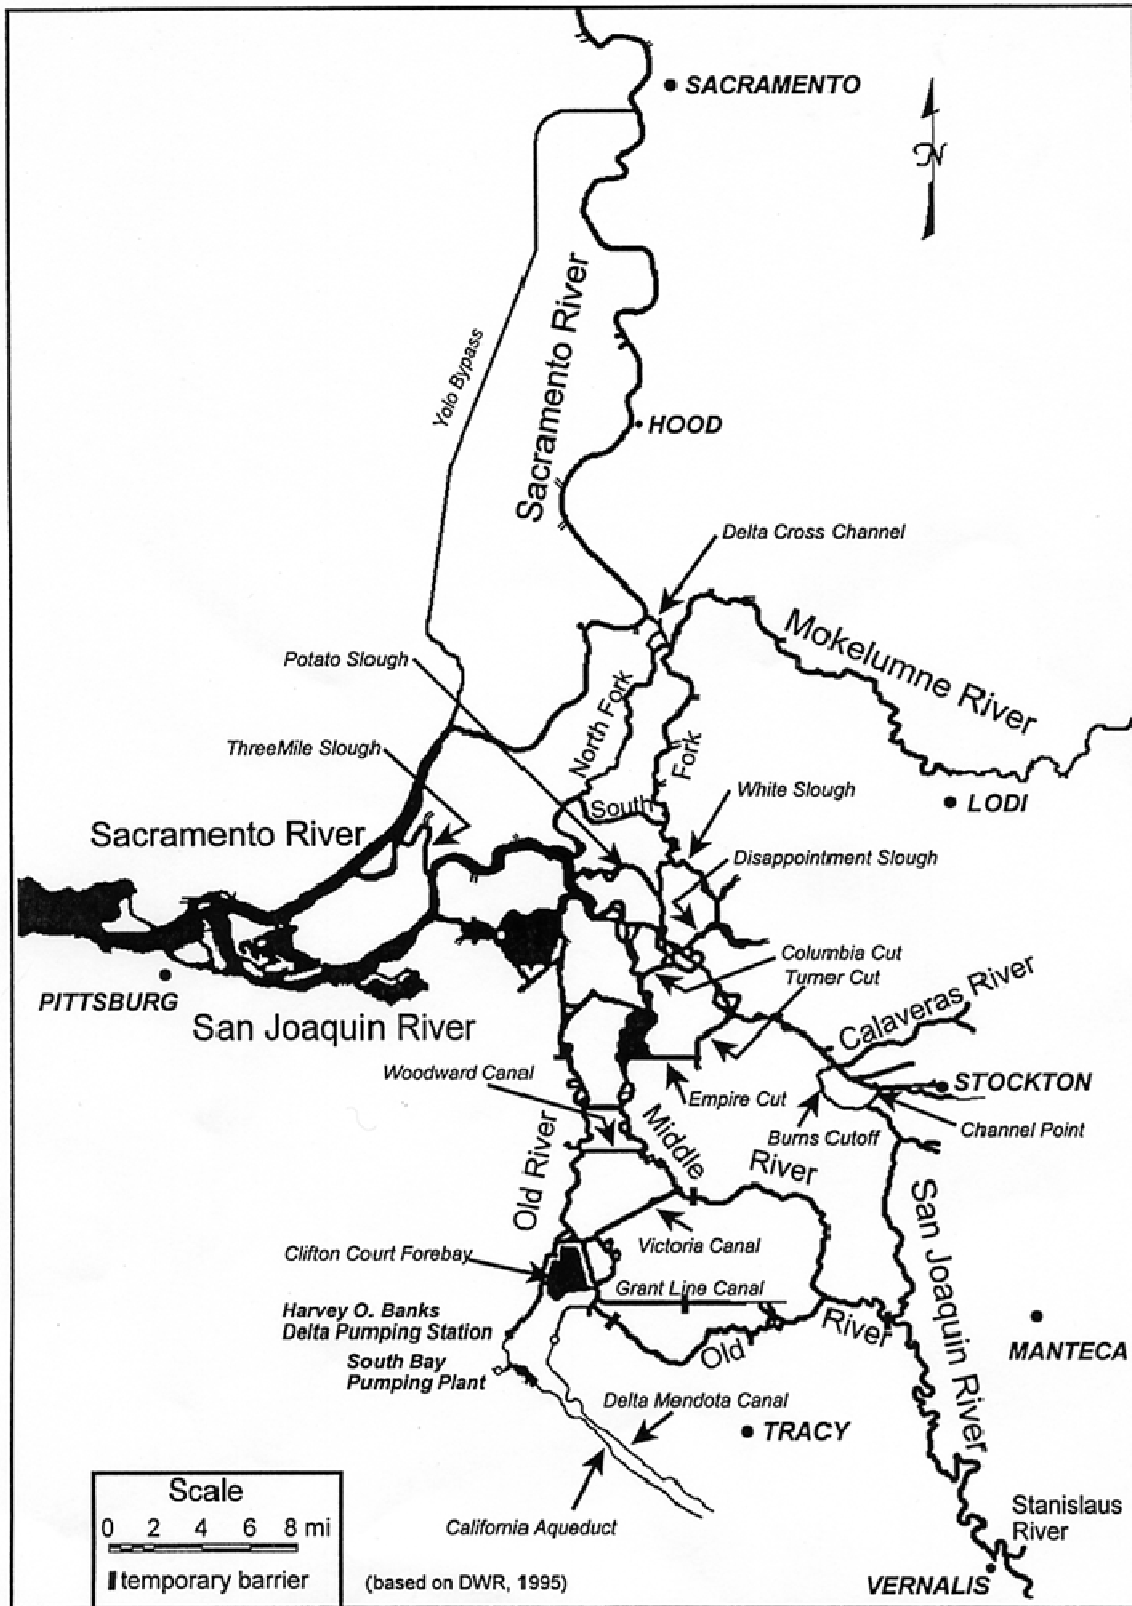 SACRAMENTO
N
Sacramento River
Yolo Bypass
HOOD
Delta Cross Channel
Mokelumne River
Potato Slough
North Fork
ThreeMile Slough
South Fork
White Slough
LODI
Sacramento River
Disappointment Slough
Columbia Cut
Turner Cut
PITTSBURG
San Joaquin River
Calaveras River
Woodward Canal
Empire Cut
STOCKTON
Burns Cutoff
Channel Point
Old River
Middle River
San Joaquin River
Victoria Canal
Clifton Court Forebay
Grant Line Canal
Harvey O. Banks
Delta Pumping Station
Old River
South Bay
Pumping Plant
MANTECA
Delta Mendota Canal
TRACY
California Aqueduct
Stanislaus
River
VERNALIS
Scale
0 2 4 6 8 mi
temporary barrier
(based on DWR, 1995)